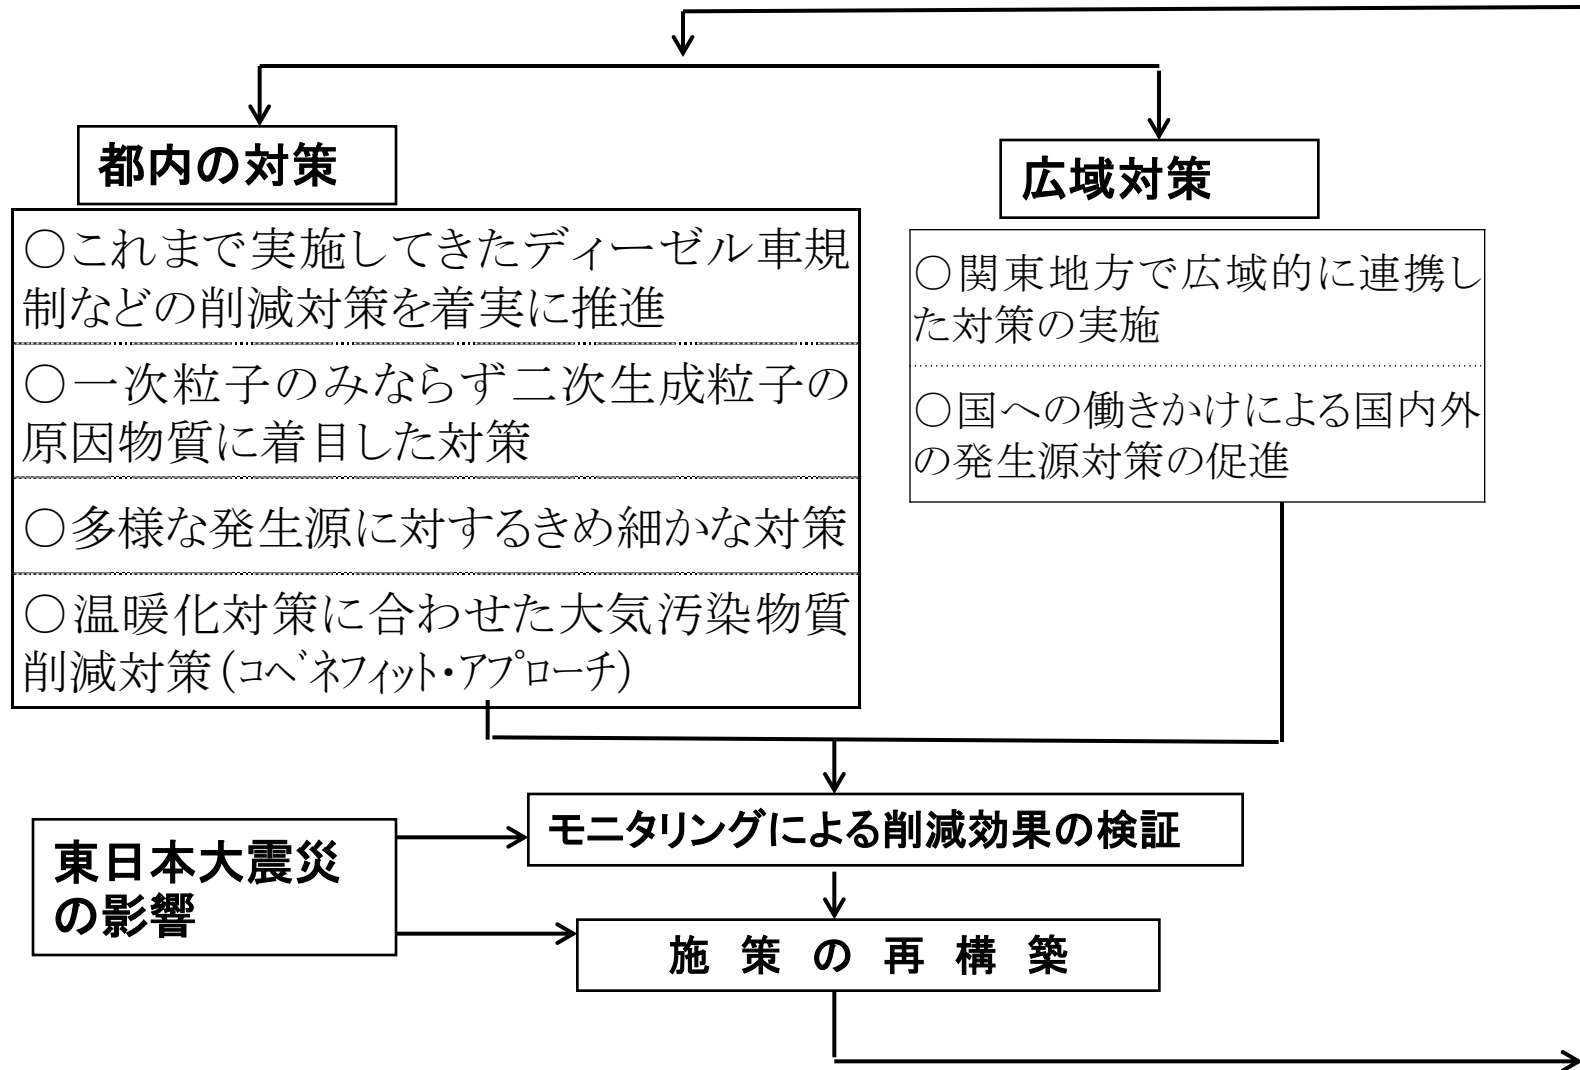 都内の対策
○これまで実施してきたディーゼル車規
制などの削減対策を着実に推進
○一次粒子のみならず二次生成粒子の
原因物質に着目した対策
○多様な発生源に対するきめ細かな対策
○温暖化対策に合わせた大気汚染物質
削減対策(ｺﾍﾞﾈﾌｨｯﾄ・ｱﾌﾟﾛｰﾁ)
広域対策
○関東地方で広域的に連携し
た対策の実施
○国への働きかけによる国内外
の発生源対策の促進
モニタリングによる削減効果の検証
東日本大震災
の影響
施策の再構築